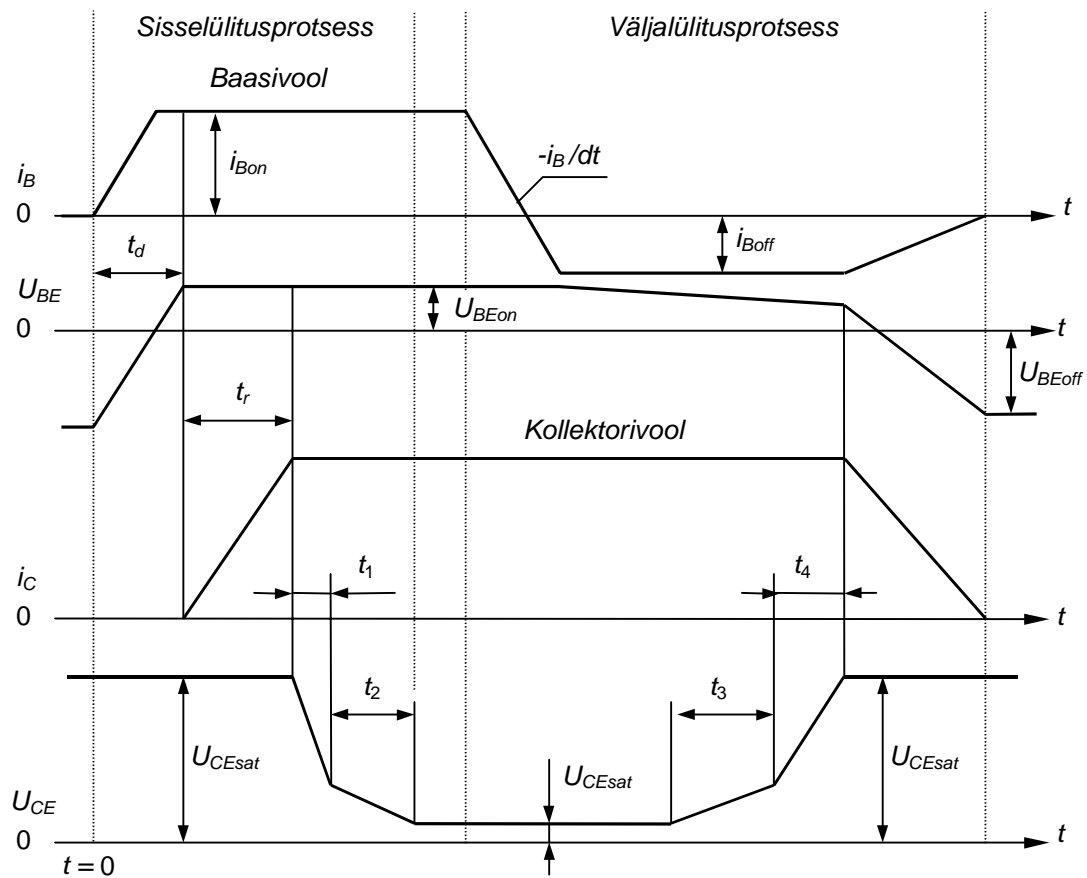 Sisselülitusprotsess
Väljalülitusprotsess
Baasivool
i_Bon
-i_B/dt
i_B
0
t
t_d
i_Boff
U_BE
0
U_BEon
t
U_BEoff
t_r
Kollektorivool
t_1
t_4
i_C
0
t
t_2
t_3
U_CEsat
U_CEsat
U_CEsat
U_CE
0
t
t = 0